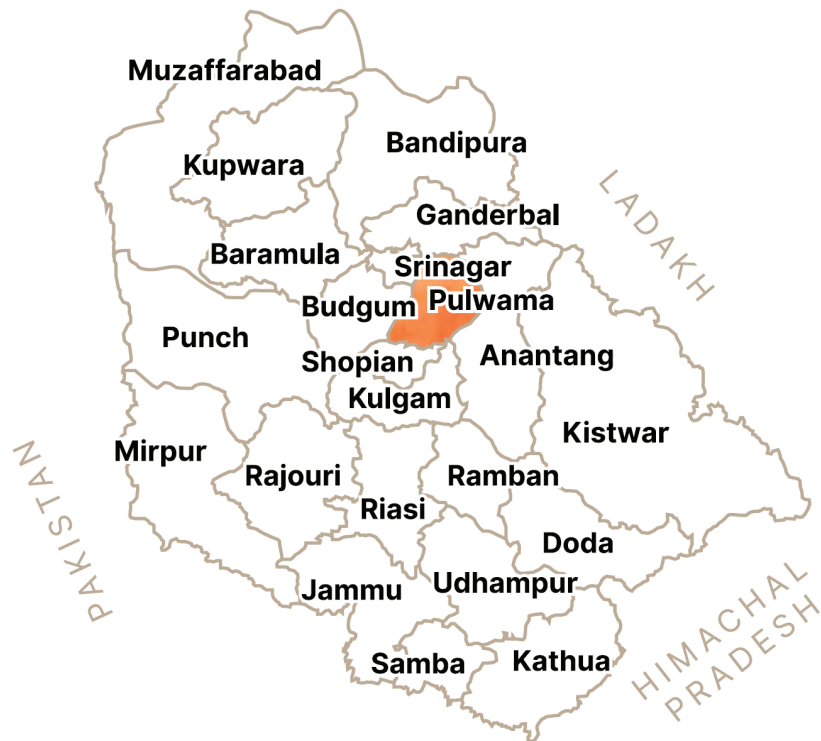 Muzaffarabad
Bandipura
Kupwara
LADAKH
Ganderbal
Baramula
Srinagar
Budgum
Pulwama
Punch
Shopian
Anantang
Kulgam
Kistwar
Mirpur
Rajouri
Ramban
Riasi
PAKISTAN
Doda
Jammu
Udhampur
HIMACHAL
PRADESH
Samba
Kathua